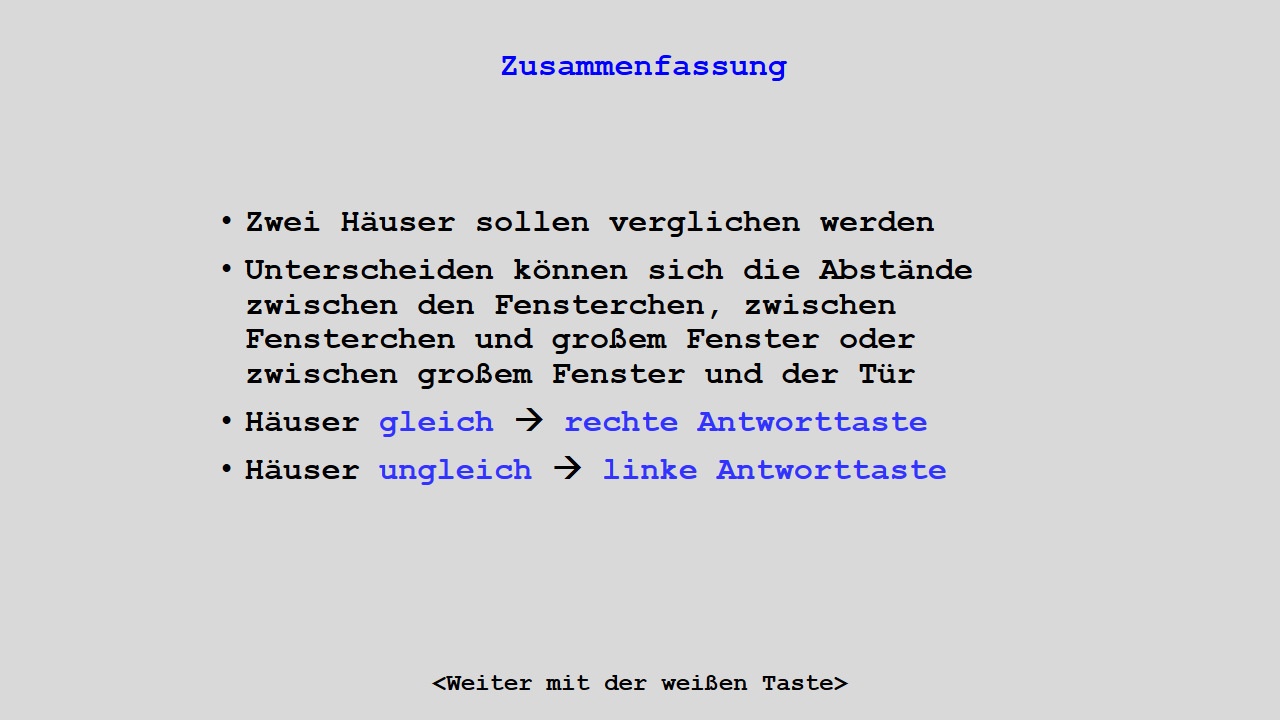 Zusammenfassung
• Zwei Häuser sollen verglichen werden
• Unterscheiden können sich die Abstände
zwischen den Fensterchen, zwischen
Fensterchen und großem Fenster oder
zwischen großem Fenster und der Tür
• Häuser gleich → rechte Antworttaste
• Häuser ungleich → linke Antworttaste
<Weiter mit der weißen Taste>